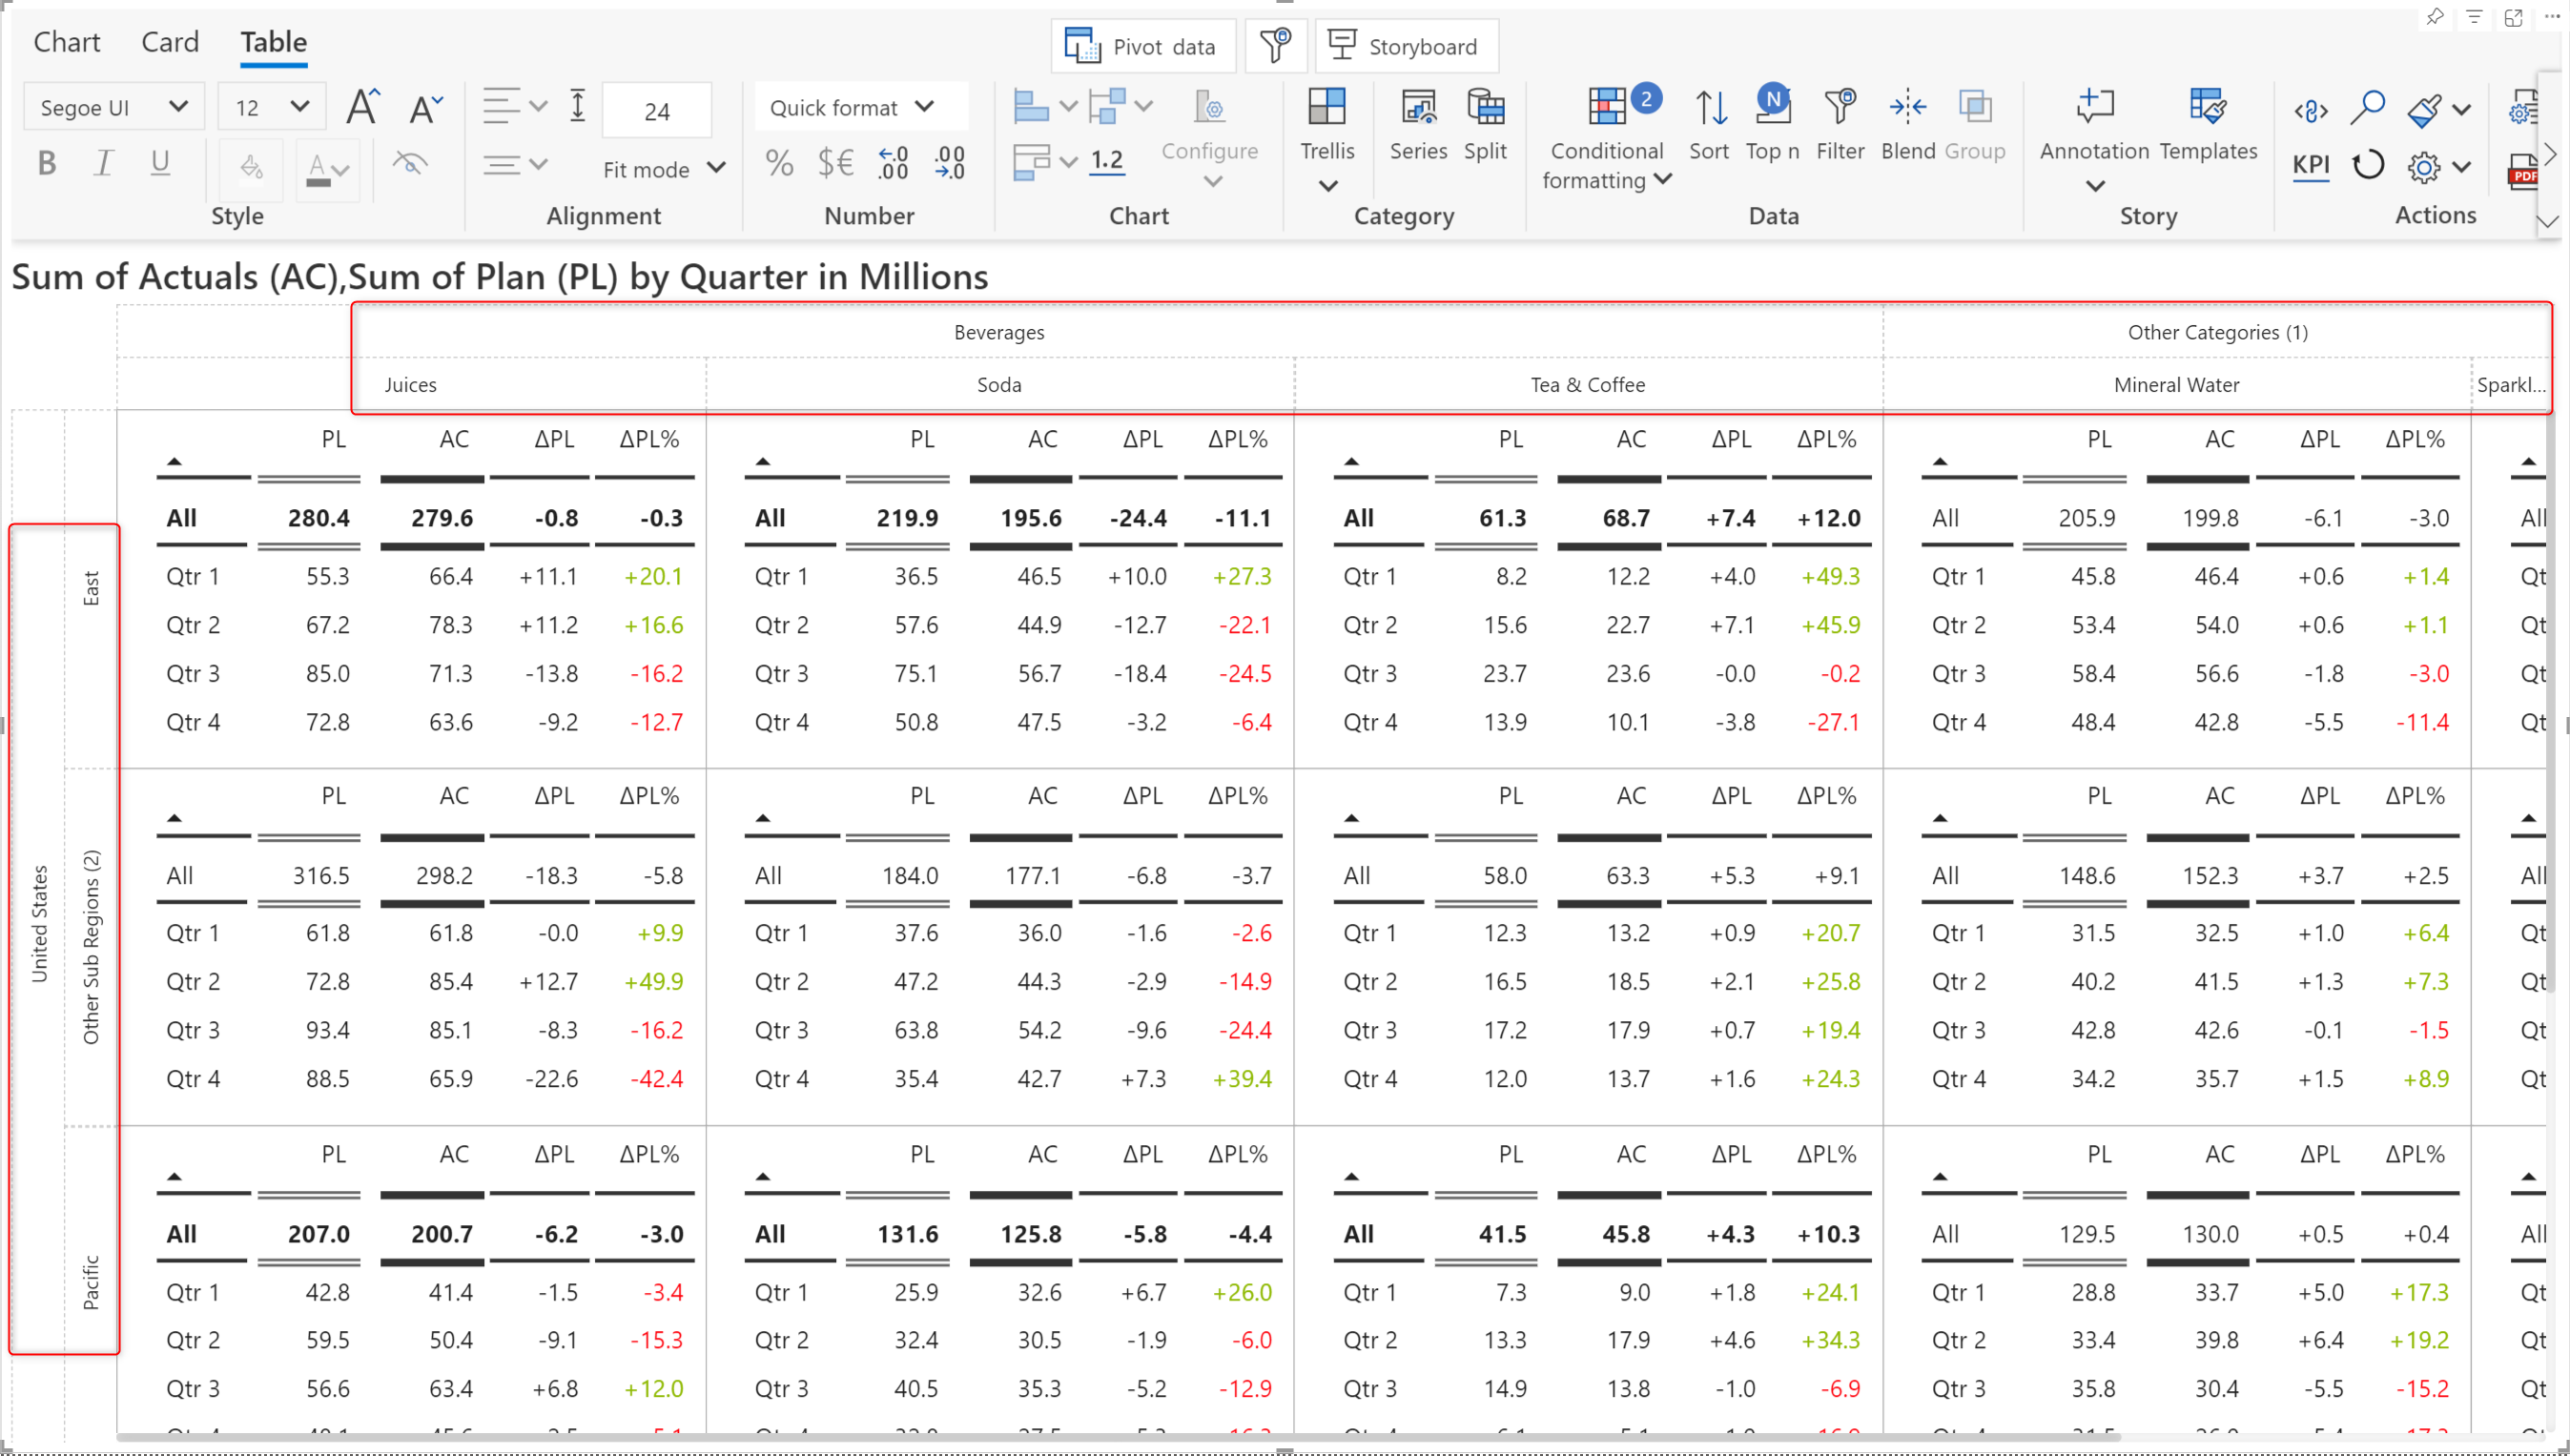 Chart Card Table
Pivot data Storyboard
Segoe UI 12 A A 24 Quick format 1.2 Configure Trellis Series Split 2 Conditional formatting Sort N Top n Filter Blend Group Annotation Templates
B I U A Fit mode % $€ .0 .00 .00 .0 KPI PDF
Style Alignment Number Chart Category Data Story Actions
Sum of Actuals (AC),Sum of Plan (PL) by Quarter in Millions
Beverages Other Categories (1)
Juices Soda Tea & Coffee Mineral Water Sparkl...
United States
East
PL AC ΔPL ΔPL% PL AC ΔPL ΔPL% PL AC ΔPL ΔPL% PL AC ΔPL ΔPL%
All 280.4 279.6 -0.8 -0.3 All 219.9 195.6 -24.4 -11.1 All 61.3 68.7 +7.4 +12.0 All 205.9 199.8 -6.1 -3.0 All
Qtr 1 55.3 66.4 +11.1 +20.1 Qtr 1 36.5 46.5 +10.0 +27.3 Qtr 1 8.2 12.2 +4.0 +49.3 Qtr 1 45.8 46.4 +0.6 +1.4 Qt
Qtr 2 67.2 78.3 +11.2 +16.6 Qtr 2 57.6 44.9 -12.7 -22.1 Qtr 2 15.6 22.7 +7.1 +45.9 Qtr 2 53.4 54.0 +0.6 +1.1 Qt
Qtr 3 85.0 71.3 -13.8 -16.2 Qtr 3 75.1 56.7 -18.4 -24.5 Qtr 3 23.7 23.6 -0.0 -0.2 Qtr 3 58.4 56.6 -1.8 -3.0 Qt
Qtr 4 72.8 63.6 -9.2 -12.7 Qtr 4 50.8 47.5 -3.2 -6.4 Qtr 4 13.9 10.1 -3.8 -27.1 Qtr 4 48.4 42.8 -5.5 -11.4 Qt
Other Sub Regions (2)
PL AC ΔPL ΔPL% PL AC ΔPL ΔPL% PL AC ΔPL ΔPL% PL AC ΔPL ΔPL%
All 316.5 298.2 -18.3 -5.8 All 184.0 177.1 -6.8 -3.7 All 58.0 63.3 +5.3 +9.1 All 148.6 152.3 +3.7 +2.5 All
Qtr 1 61.8 61.8 -0.0 +9.9 Qtr 1 37.6 36.0 -1.6 -2.6 Qtr 1 12.3 13.2 +0.9 +20.7 Qtr 1 31.5 32.5 +1.0 +6.4 Qt
Qtr 2 72.8 85.4 +12.7 +49.9 Qtr 2 47.2 44.3 -2.9 -14.9 Qtr 2 16.5 18.5 +2.1 +25.8 Qtr 2 40.2 41.5 +1.3 +7.3 Qt
Qtr 3 93.4 85.1 -8.3 -16.2 Qtr 3 63.8 54.2 -9.6 -24.4 Qtr 3 17.2 17.9 +0.7 +19.4 Qtr 3 42.8 42.6 -0.1 -1.5 Qt
Qtr 4 88.5 65.9 -22.6 -42.4 Qtr 4 35.4 42.7 +7.3 +39.4 Qtr 4 12.0 13.7 +1.6 +24.3 Qtr 4 34.2 35.7 +1.5 +8.9 Qt
Pacific
PL AC ΔPL ΔPL% PL AC ΔPL ΔPL% PL AC ΔPL ΔPL% PL AC ΔPL ΔPL%
All 207.0 200.7 -6.2 -3.0 All 131.6 125.8 -5.8 -4.4 All 41.5 45.8 +4.3 +10.3 All 129.5 130.0 +0.5 +0.4 All
Qtr 1 42.8 41.4 -1.5 -3.4 Qtr 1 25.9 32.6 +6.7 +26.0 Qtr 1 7.3 9.0 +1.8 +24.1 Qtr 1 28.8 33.7 +5.0 +17.3 Qt
Qtr 2 59.5 50.4 -9.1 -15.3 Qtr 2 32.4 30.5 -1.9 -6.0 Qtr 2 13.3 17.9 +4.6 +34.3 Qtr 2 33.4 39.8 +6.4 +19.2 Qt
Qtr 3 56.6 63.4 +6.8 +12.0 Qtr 3 40.5 35.3 -5.2 -12.9 Qtr 3 14.9 13.8 -1.0 -6.9 Qtr 3 35.8 30.4 -5.5 -15.2 Qt